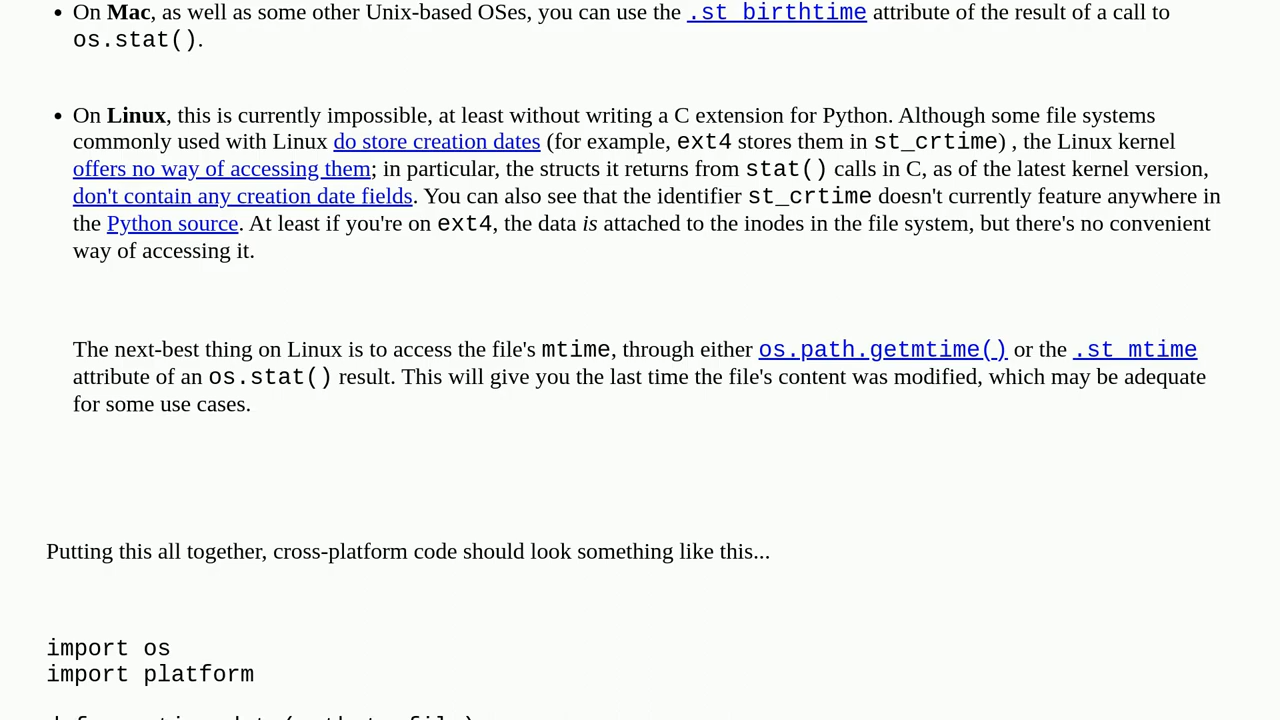 • On Mac, as well as some other Unix-based OSes, you can use the .st_birthtime attribute of the result of a call to
os.stat().
• On Linux, this is currently impossible, at least without writing a C extension for Python. Although some file systems
commonly used with Linux do store creation dates (for example, ext4 stores them in st_crtime) , the Linux kernel
offers no way of accessing them; in particular, the structs it returns from stat() calls in C, as of the latest kernel version,
don't contain any creation date fields. You can also see that the identifier st_crtime doesn't currently feature anywhere in
the Python source. At least if you're on ext4, the data is attached to the inodes in the file system, but there's no convenient
way of accessing it.
The next-best thing on Linux is to access the file's mtime, through either os.path.getmtime() or the .st_mtime
attribute of an os.stat() result. This will give you the last time the file's content was modified, which may be adequate
for some use cases.
Putting this all together, cross-platform code should look something like this...
import os
import platform